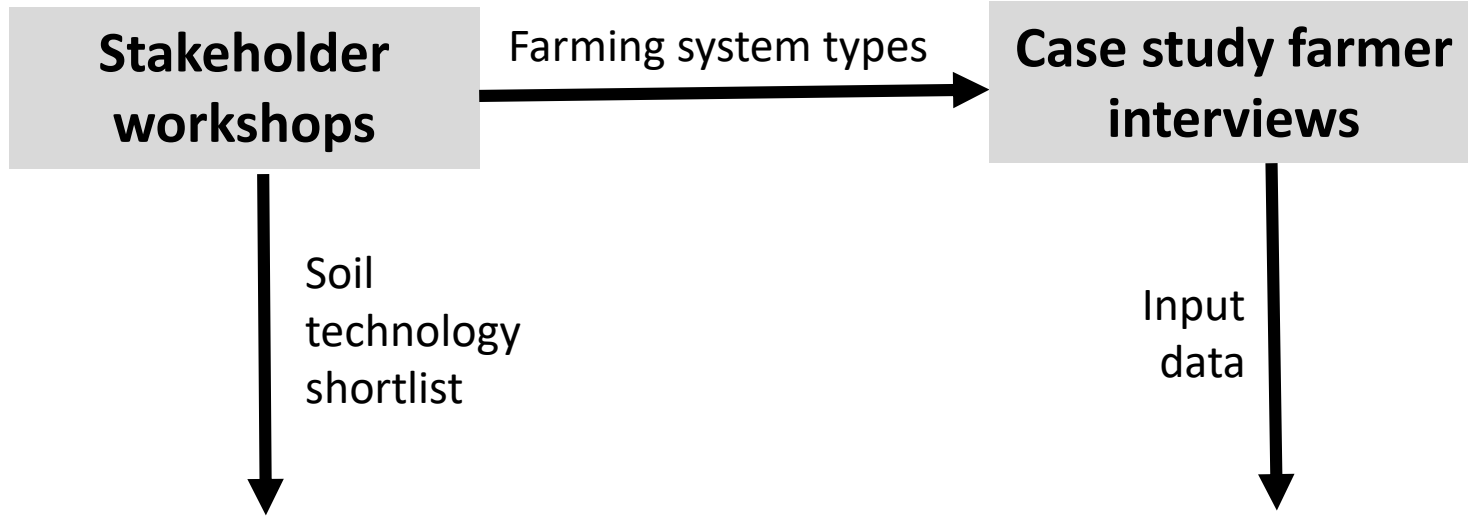 Stakeholder
workshops
Farming system types
Case study farmer
interviews
Soil
technology
shortlist
Input
data